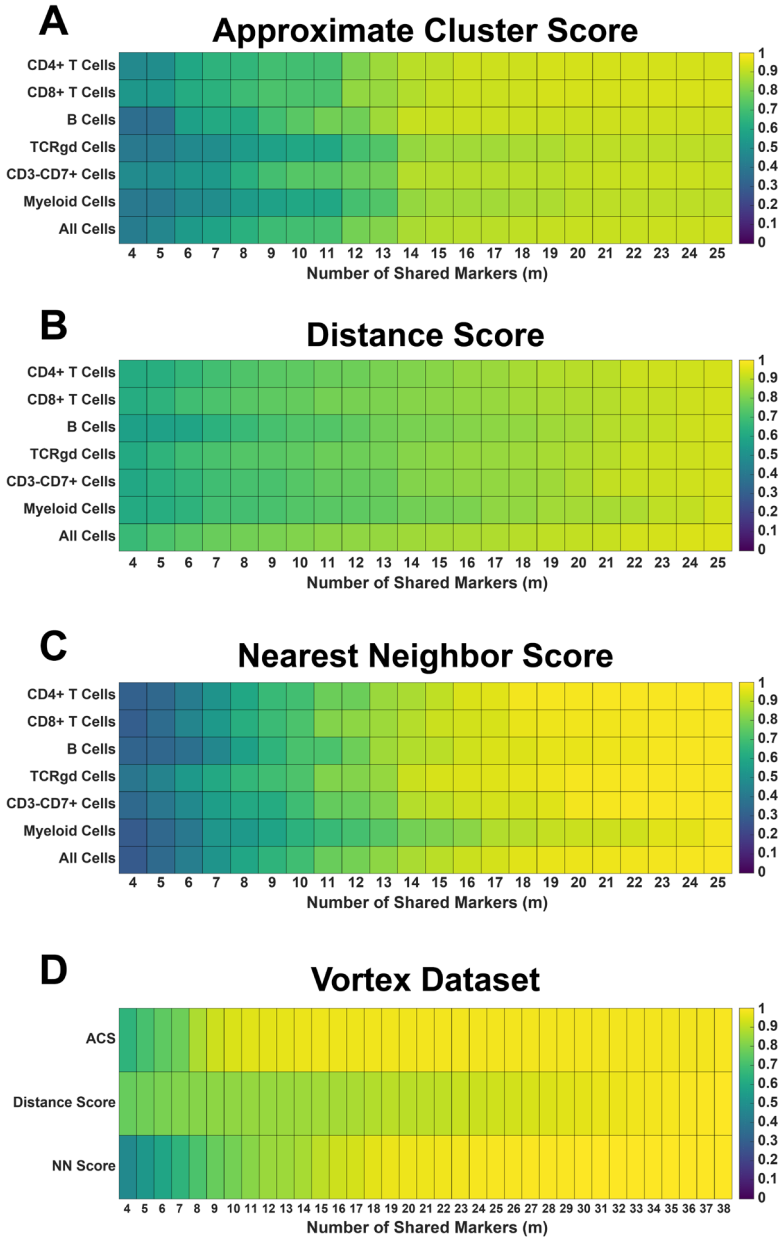 A
Approximate Cluster Score
CD4+ T Cells
CD8+ T Cells
B Cells
TCRgd Cells
CD3-CD7+ Cells
Myeloid Cells
All Cells
4 5 6 7 8 9 10 11 12 13 14 15 16 17 18 19 20 21 22 23 24 25
Number of Shared Markers (m)
1
0.9
0.8
0.7
0.6
0.5
0.4
0.3
0.2
0.1
0
B
Distance Score
CD4+ T Cells
CD8+ T Cells
B Cells
TCRgd Cells
CD3-CD7+ Cells
Myeloid Cells
All Cells
4 5 6 7 8 9 10 11 12 13 14 15 16 17 18 19 20 21 22 23 24 25
Number of Shared Markers (m)
1
0.9
0.8
0.7
0.6
0.5
0.4
0.3
0.2
0.1
0
C
Nearest Neighbor Score
CD4+ T Cells
CD8+ T Cells
B Cells
TCRgd Cells
CD3-CD7+ Cells
Myeloid Cells
All Cells
4 5 6 7 8 9 10 11 12 13 14 15 16 17 18 19 20 21 22 23 24 25
Number of Shared Markers (m)
1
0.9
0.8
0.7
0.6
0.5
0.4
0.3
0.2
0.1
0
D
Vortex Dataset
ACS
Distance Score
NN Score
4 5 6 7 8 9 10 11 12 13 14 15 16 17 18 19 20 21 22 23 24 25 26 27 28 29 30 31 32 33 34 35 36 37 38
Number of Shared Markers (m)
1
0.9
0.8
0.7
0.6
0.5
0.4
0.3
0.2
0.1
0